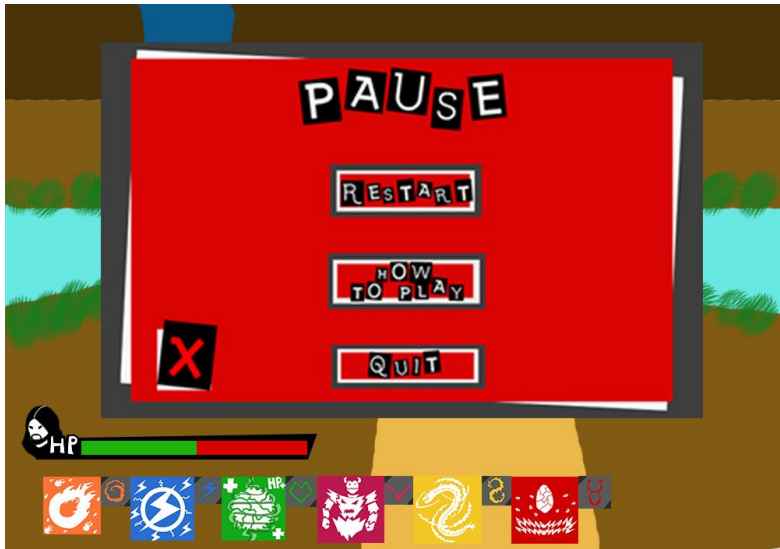 PAUSE
RESTART
HOW
TO PLAY
X
QUIT
HP
HP+